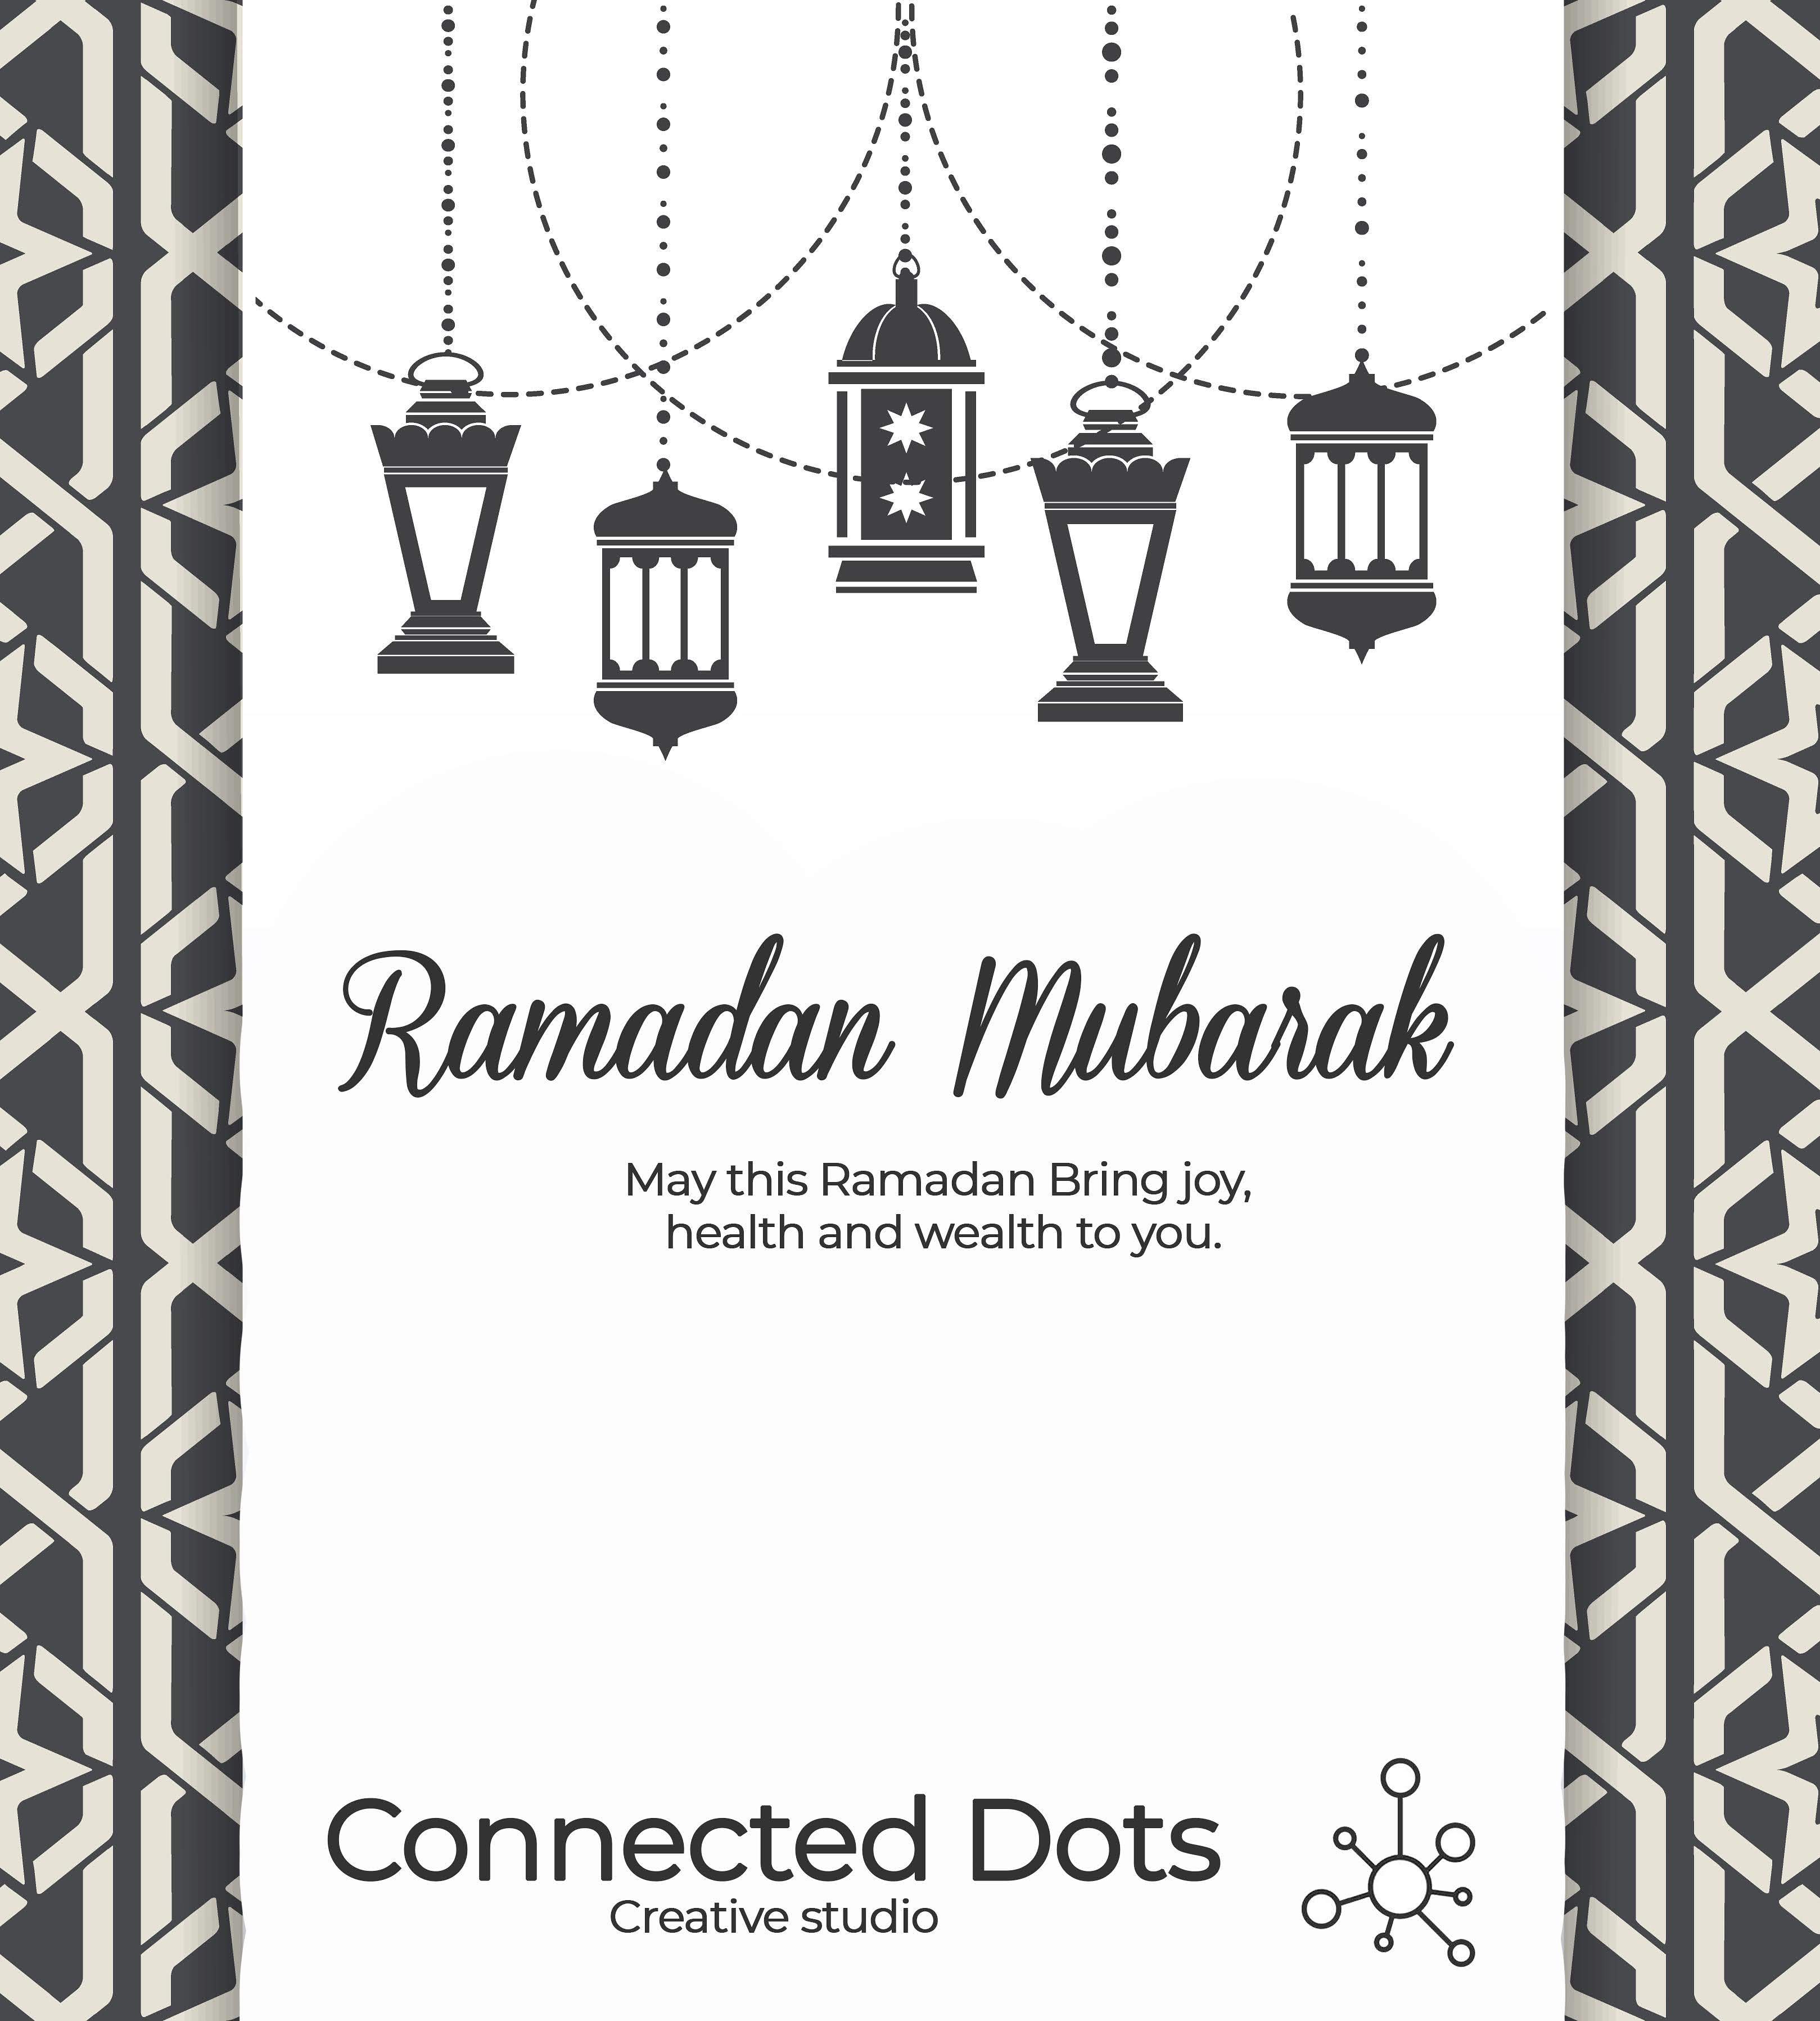 Ramadan Mubarak
May this Ramadan Bring joy,
health and wealth to you.
Connected Dots
Creative studio